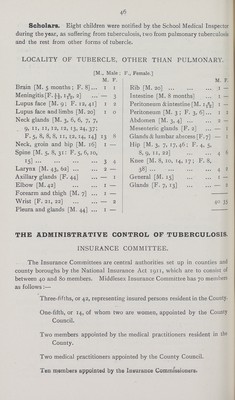 46
Scholars. Eight children were notified by the School Medical Inspector
during the year, as suffering from tuberculosis, two from pulmonary tuberculosis
and the rest from other forms of tubercle.
LOCALITY OF TUBERCLE, OTHER THAN PULMONARY.
[M., Male: F., Female]
M. F.
Brain [M. 5 months; F. 8]... 1 1
Meningitis [F. 2] — 3
Lupus face [M. 9; F. 12, 41] 1 2
Lupus face and limbs [M. 20] 1 0
Neck glands [M. 3, 6, 6, 7, 7,
9, 11, 11, 12, 12, 13, 24, 37;
F. 5, 8, 8, 8, 11, 12, 14, 14] 13 8
Neck, groin and hip [M. 16] 1 —
Spine [M. 5, 8, 31: F. 5, 6, 10,
15] ... 3 4
Larynx [M. 43, 62] ... 2 —
Axillary glands [F. 44] — 1
Elbow [M. 42] ... 1 —
Forearm and thigh [M. 7] ... 1 —
Wrist [F. 21, 22] ... — 2
Pleura and glands [M. 44] ... 1 —
M. F.
Rib [M. 20] ... 1 —
Intestine [M. 8 months] 1 —
Peritoneum & intestine [M.] 1 —
Peritoneum [M. 3; F. 3, 6]...
Abdomen [M. 3, 4] ... 2 —
Mesenteric glands [F. 2] ... — 1
Glands & lumbar abscess [F. 7] — 1
Hip [M. 3, 7, 17, 46: F. 4, 5,
8, 9, 11, 22] ... 4 6
Knee [M. 8, 10, 14, 17; F. 8,
38] ... 4 2
General [M. 15] ... 1 —
Glands [F. 7, 13] ... — 2
THE ADMINISTRATIVE CONTROL OF TUBERCULOSIS.
INSURANCE COMMITTEE.
The Insurance Committees are central authorities set up in counties and
county boroughs by the National Insurance Act 1911, which are to consist of
between 40 and 80 members. Middlesex Insurance Committee has 70 members
as follows:—
Three-fifths, or 42, representing insured persons resident in the County.
One-fifth, or 14, of whom two are women, appointed by the County
Council.
Two members appointed by the medical practitioners resident in the
County.
Two medical practitioners appointed by the County Council.
Ten members appointed by the Insurance Commissioners.